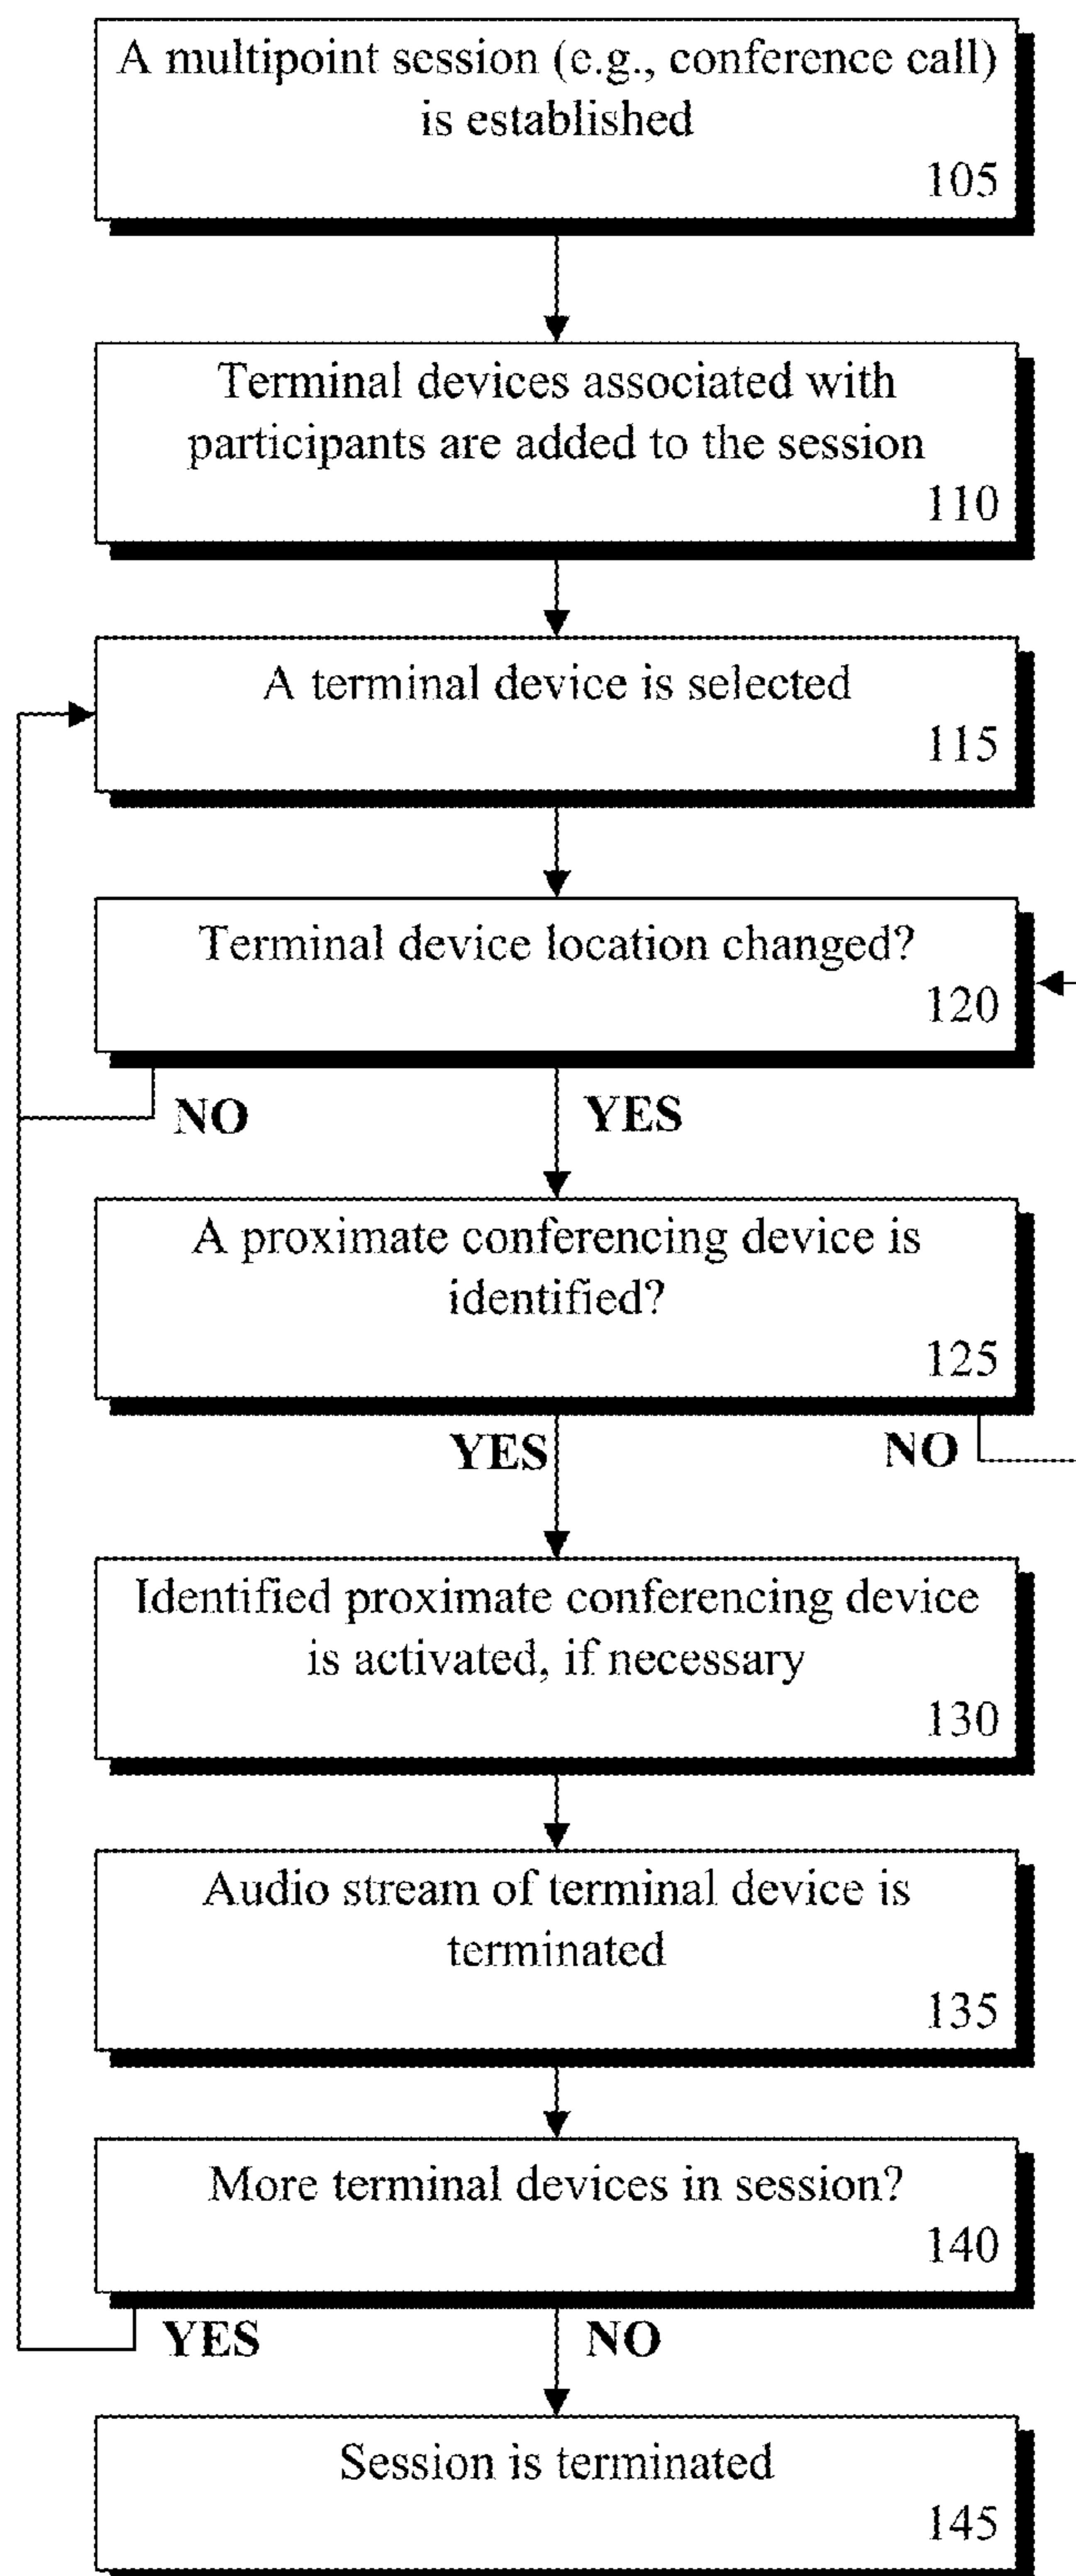 A multipoint session (e.g., conference call)
is established
105
Terminal devices associated with
participants are added to the session
110
A terminal device is selected
115
Terminal device location changed?
120
NO
YES
A proximate conferencing device is
identified?
125
YES
NO
Identified proximate conferencing device
is activated, if necessary
130
Audio stream of terminal device is
terminated
135
More terminal devices in session?
140
YES
NO
Session is terminated
145